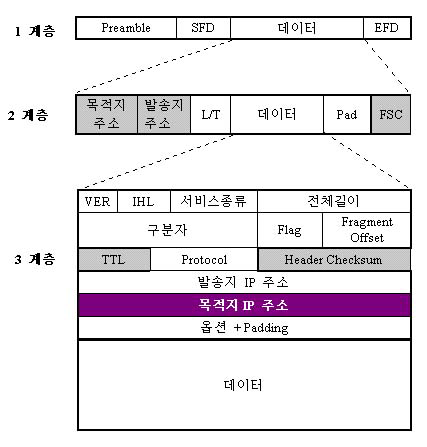 1 계층
Preamble SFD 데이터 EFD
2 계층
목적지 주소 발송지 주소 L/T 데이터 Pad FSC
3 계층
VER IHL 서비스종류 전체길이
구분자 Flag Fragment Offset
TTL Protocol Header Checksum
발송지 IP 주소
목적지 IP 주소
옵션 +Padding
데이터